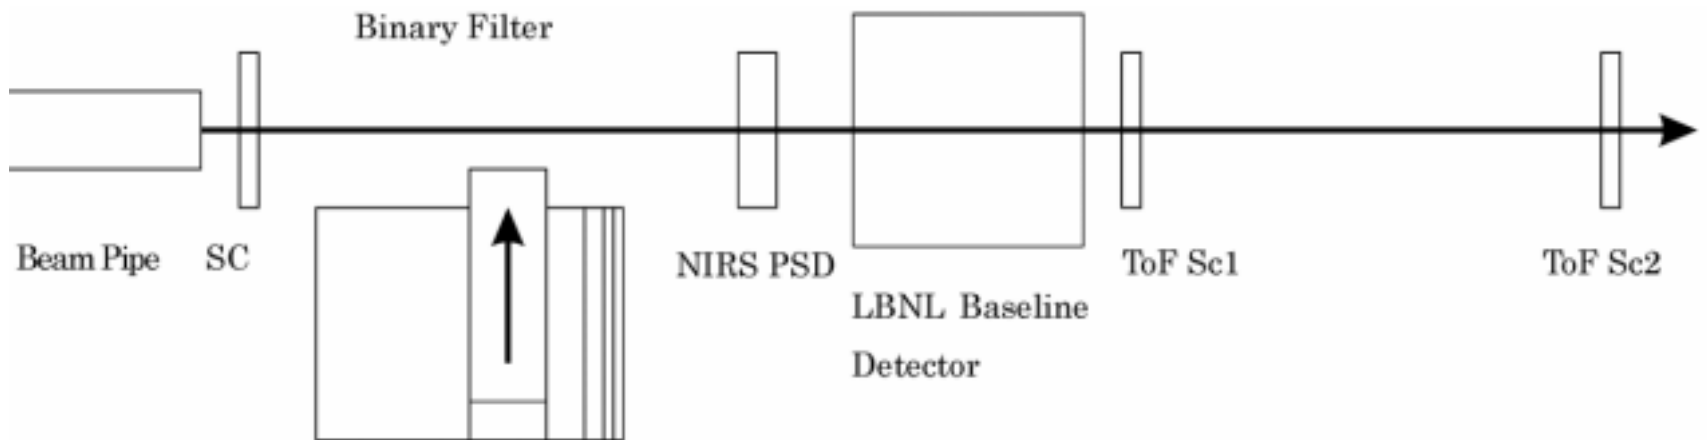 Binary Filter
Beam Pipe
SC
NIRS PSD
LBNL Baseline
Detector
ToF Sc1
ToF Sc2